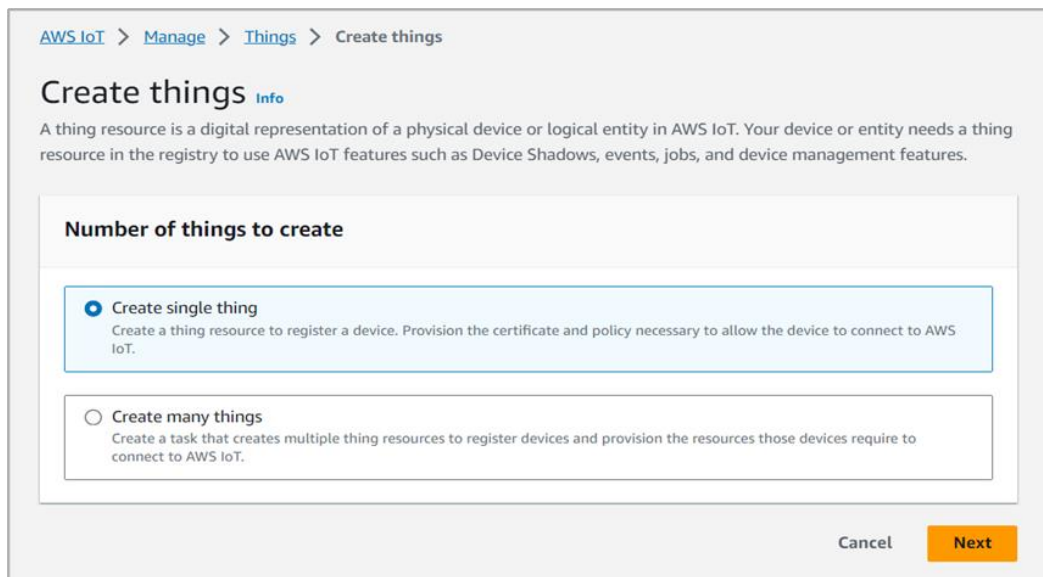 AWS IoT > Manage > Things > Create things
Create things Info
A thing resource is a digital representation of a physical device or logical entity in AWS IoT. Your device or entity needs a thing
resource in the registry to use AWS IoT features such as Device Shadows, events, jobs, and device management features.
Number of things to create
Create single thing
Create a thing resource to register a device. Provision the certificate and policy necessary to allow the device to connect to AWS
IoT.
Create many things
Create a task that creates multiple thing resources to register devices and provision the resources those devices require to
connect to AWS IoT.
Cancel Next